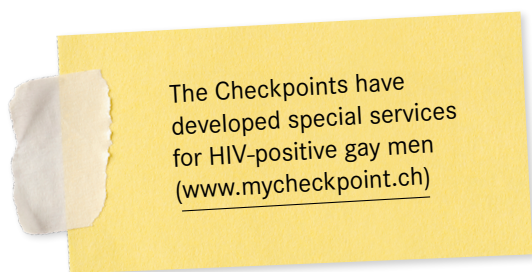 The Checkpoints have
developed special services
for HIV-positive gay men
(www.mycheckpoint.ch)